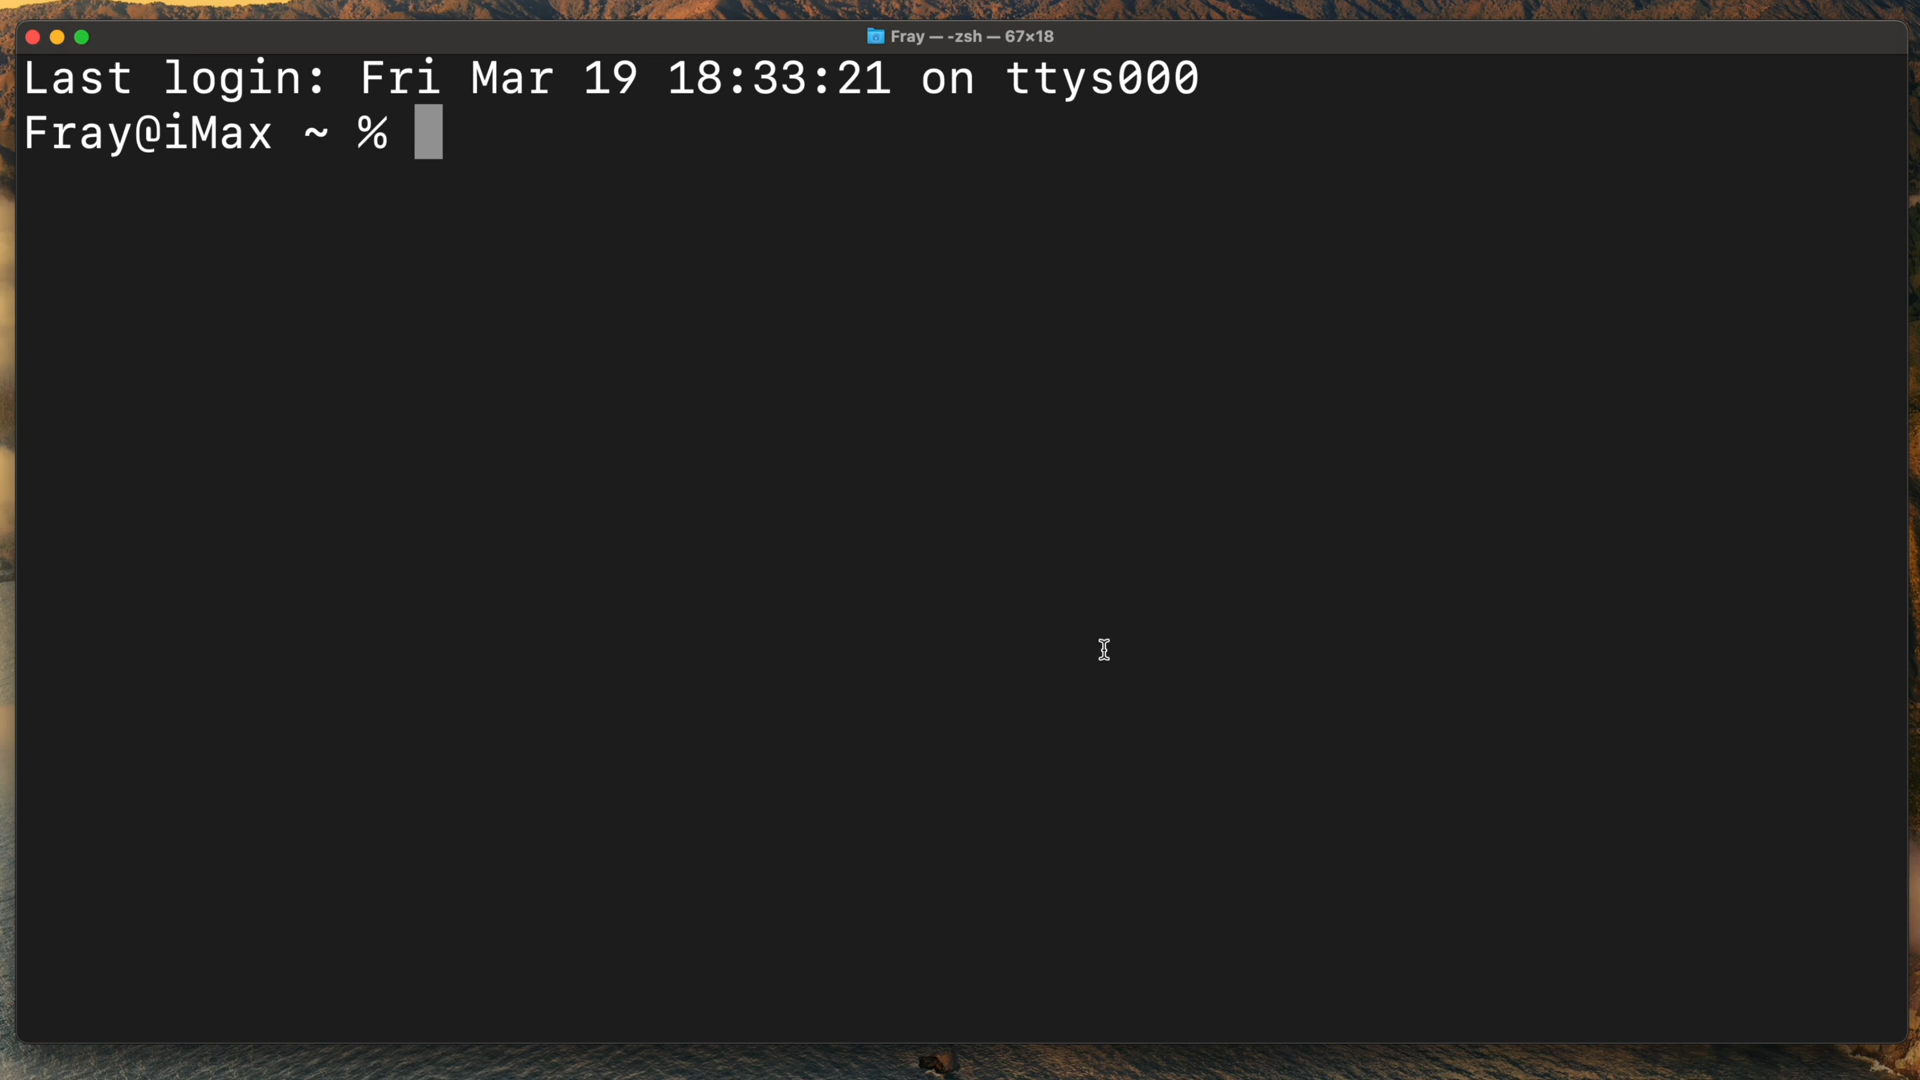 Fray — -zsh — 67×18
Last login: Fri Mar 19 18:33:21 on ttys000
Fray@iMax ~ %